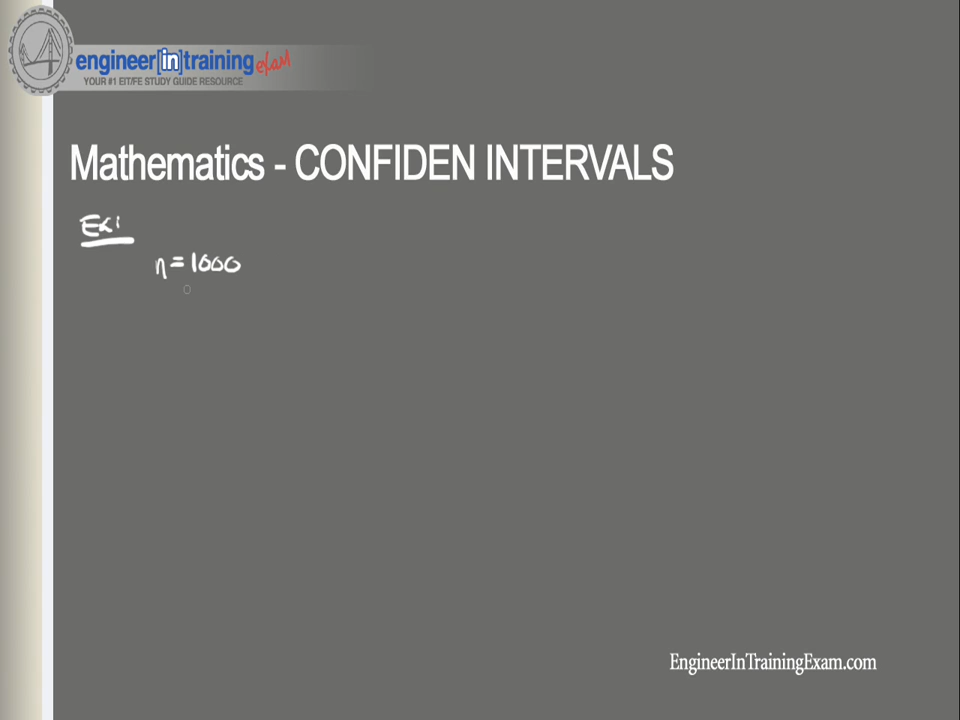 engineer[in]training exam
YOUR #1 EIT/FE STUDY GUIDE RESOURCE
Mathematics - CONFIDEN INTERVALS
Ex:
n = 1000
EngineerInTrainingExam.com